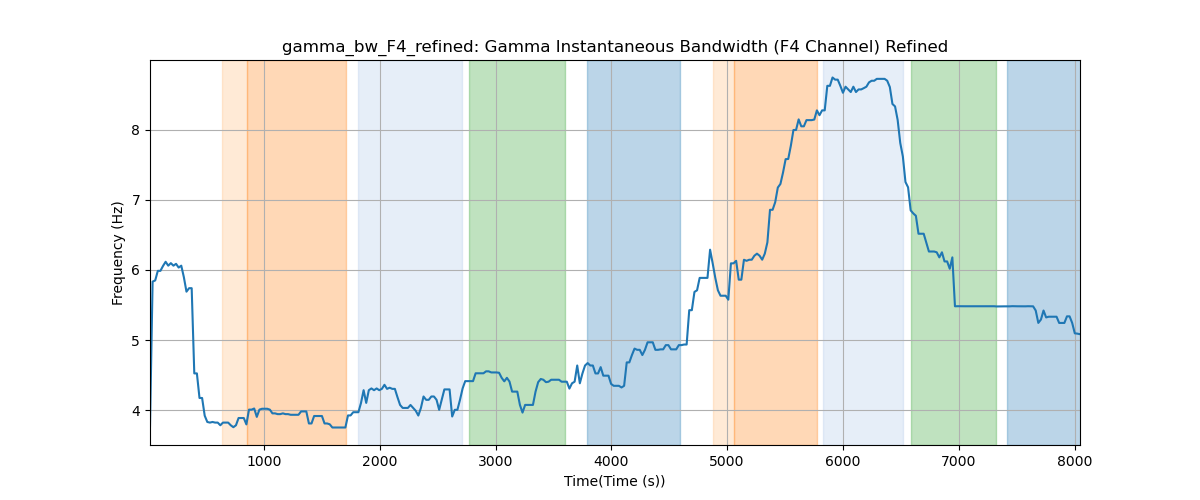 gamma_bw_F4_refined: Gamma Instantaneous Bandwidth (F4 Channel) Refined
Frequency (Hz)
8
7
6
5
4
1000 2000 3000 4000 5000 6000 7000 8000
Time(Time (s))